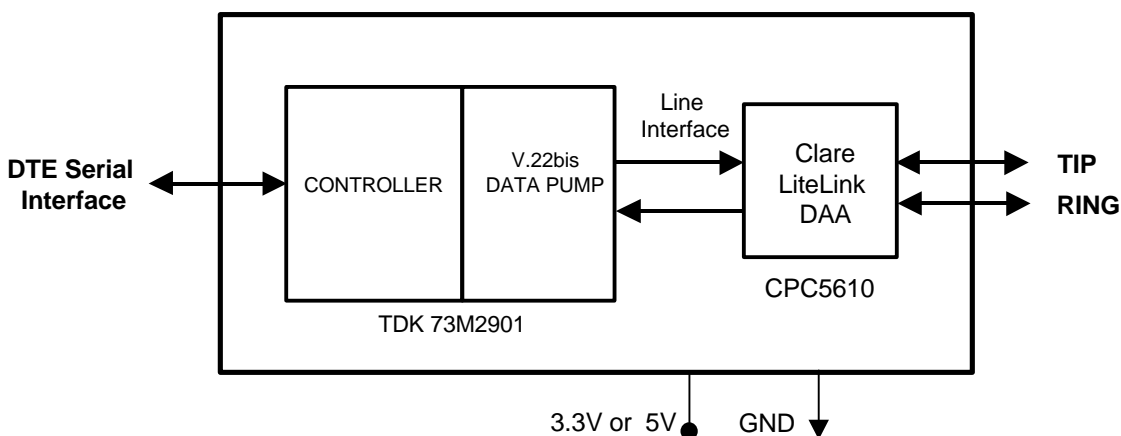 DTE Serial
Interface
CONTROLLER
V.22bis
DATA PUMP
TDK 73M2901
Line
Interface
Clare
LiteLink
DAA
CPC5610
TIP
RING
3.3V or 5V
GND